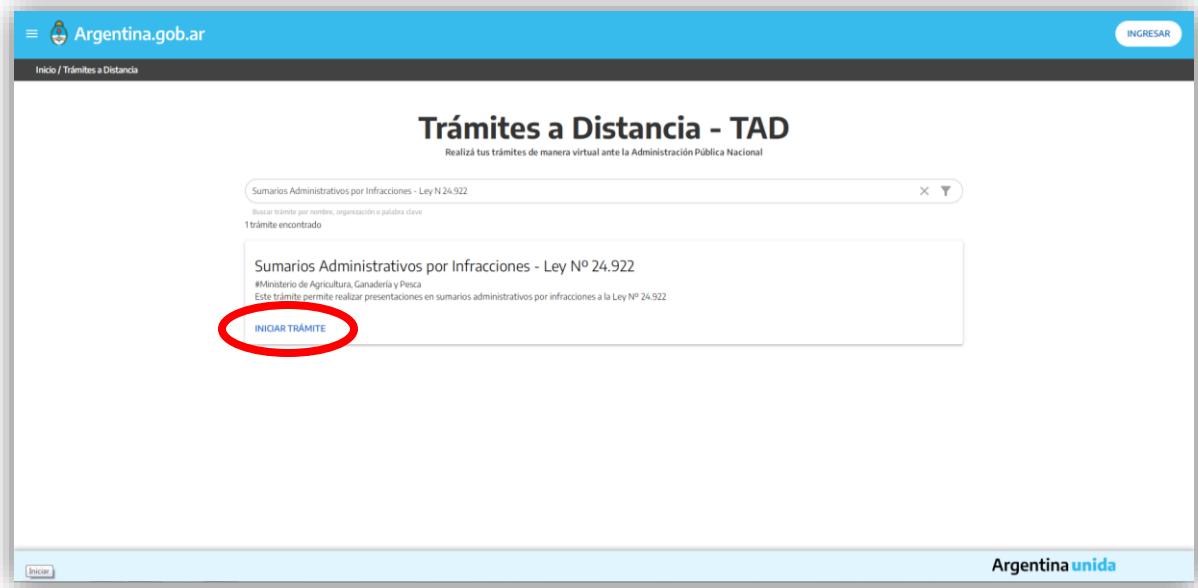 Argentina.gob.ar
INGRESAR
Inicio / Trámites a Distancia
Trámites a Distancia - TAD
Realizá tus trámites de manera virtual ante la Administración Pública Nacional
Sumarios Administrativos por Infracciones - Ley N 24.922
Buscar trámite por nombre, organización o palabra clave
1 trámite encontrado
Sumarios Administrativos por Infracciones - Ley Nº 24.922
#Ministerio de Agricultura, Ganadería y Pesca
Este trámite permite realizar presentaciones en sumarios administrativos por infracciones a la Ley Nº 24.922
INICIAR TRÁMITE
Argentina unida
Iniciar